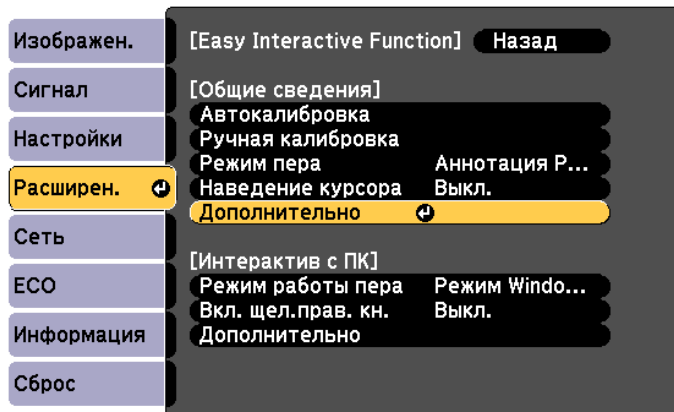 Изображен.
Сигнал
Настройки
Расширен.
Сеть
ECO
Информация
Сброс
[Easy Interactive Function] Назад
[Общие сведения]
Автокалибровка
Ручная калибровка
Режим пера Аннотация P...
Наведение курсора Выкл.
Дополнительно
[Интерактив с ПК]
Режим работы пера Режим Windo...
Вкл. щел.прав. кн. Выкл.
Дополнительно